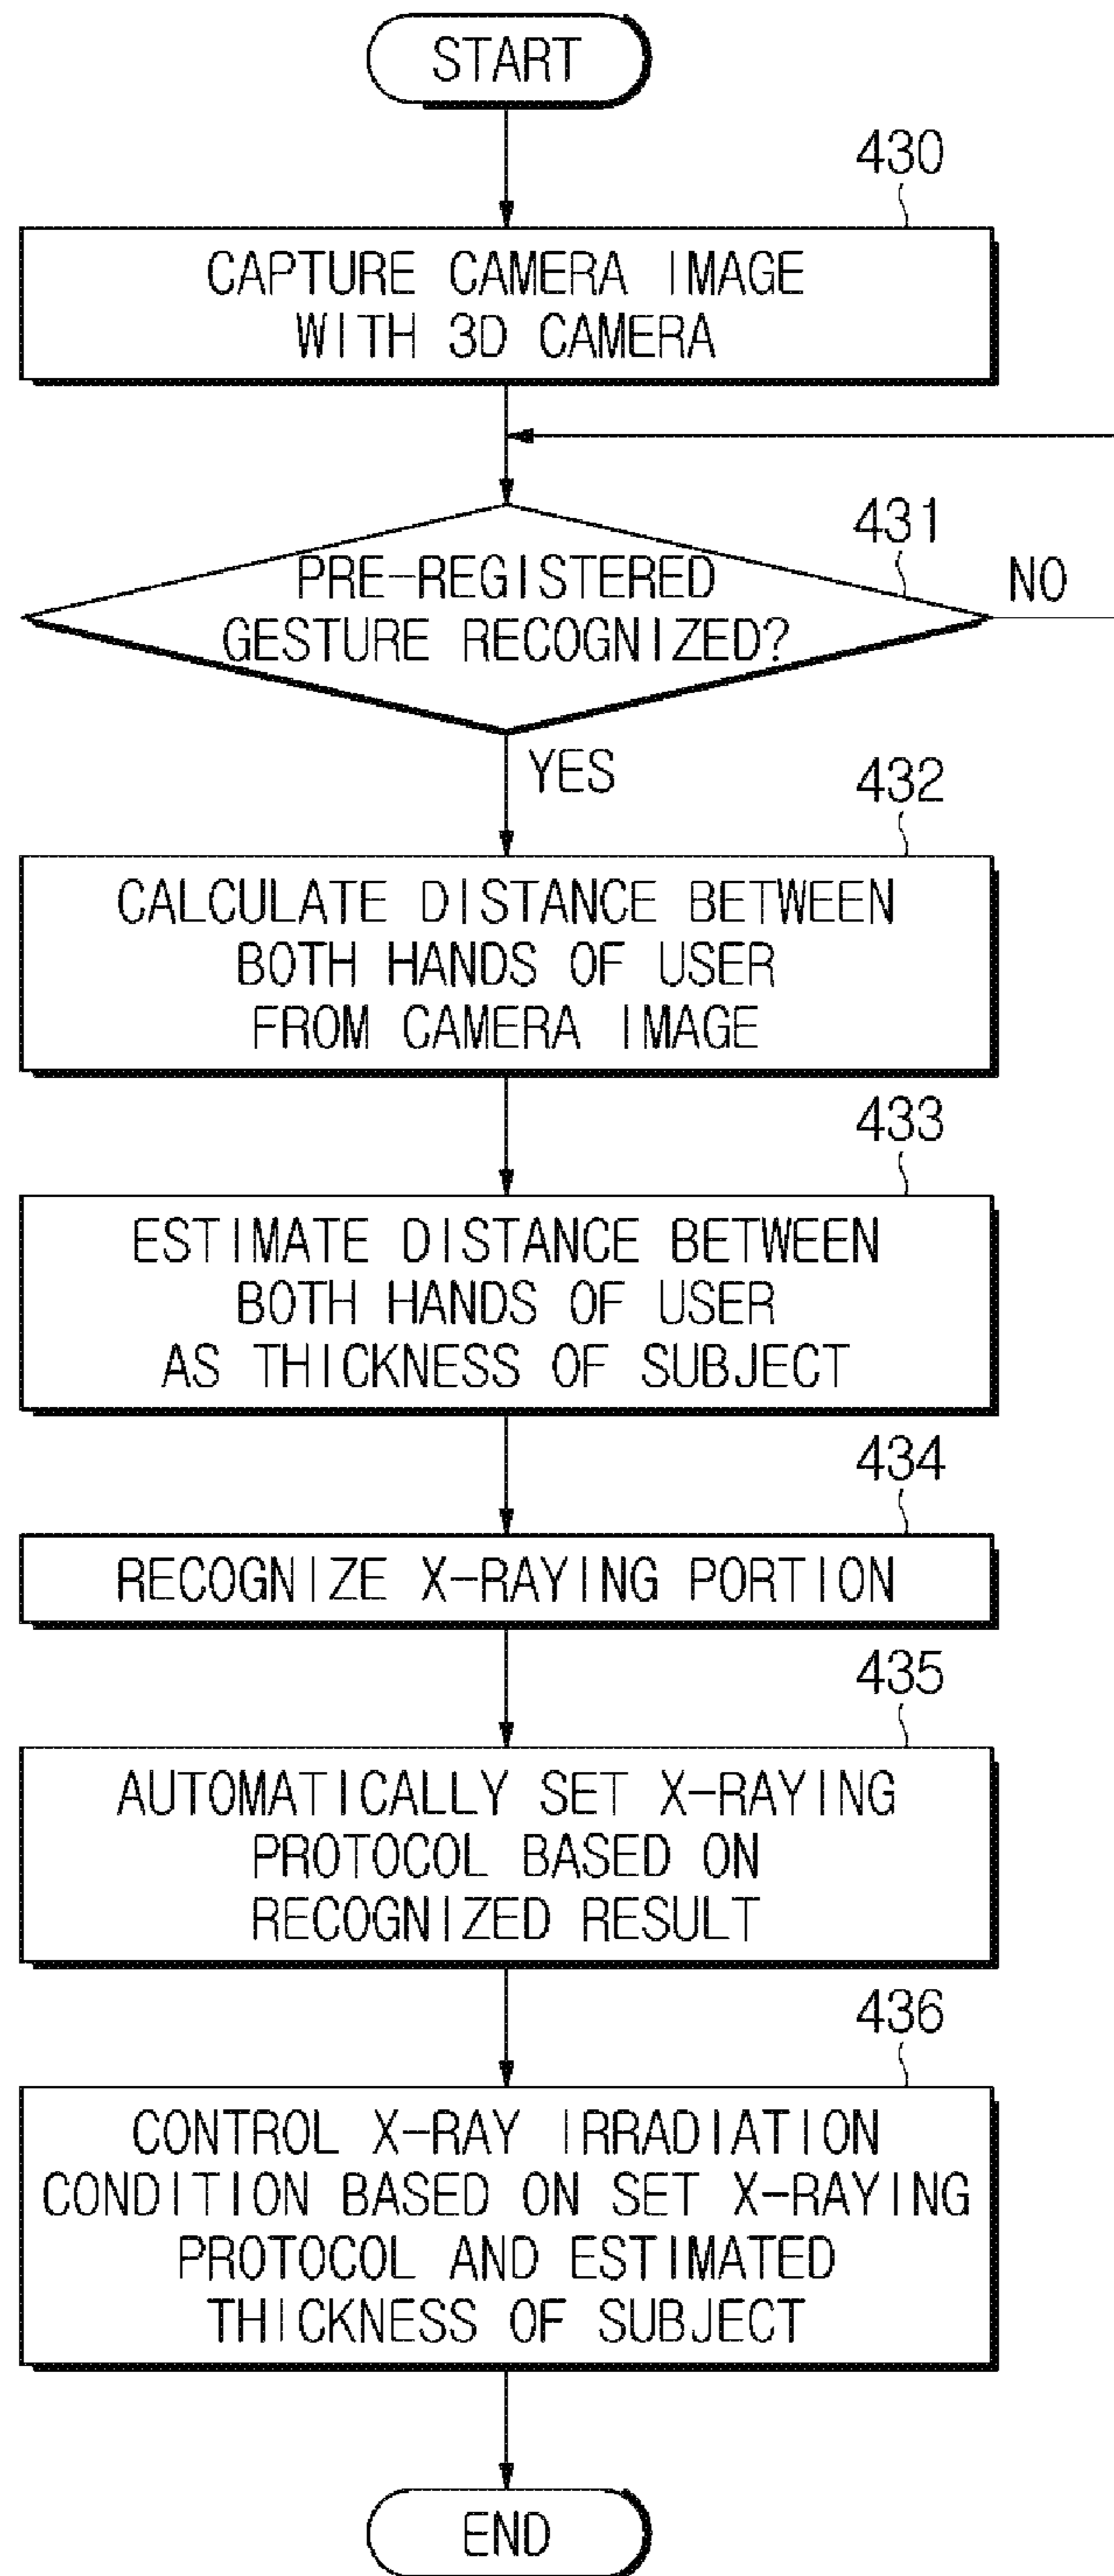 START
430
CAPTURE CAMERA IMAGE
WITH 3D CAMERA
431
PRE-REGISTERED
GESTURE RECOGNIZED?
NO
YES
432
CALCULATE DISTANCE BETWEEN
BOTH HANDS OF USER
FROM CAMERA IMAGE
433
ESTIMATE DISTANCE BETWEEN
BOTH HANDS OF USER
AS THICKNESS OF SUBJECT
434
RECOGNIZE X-RAYING PORTION
435
AUTOMATICALLY SET X-RAYING
PROTOCOL BASED ON
RECOGNIZED RESULT
436
CONTROL X-RAY IRRADIATION
CONDITION BASED ON SET X-RAYING
PROTOCOL AND ESTIMATED
THICKNESS OF SUBJECT
END